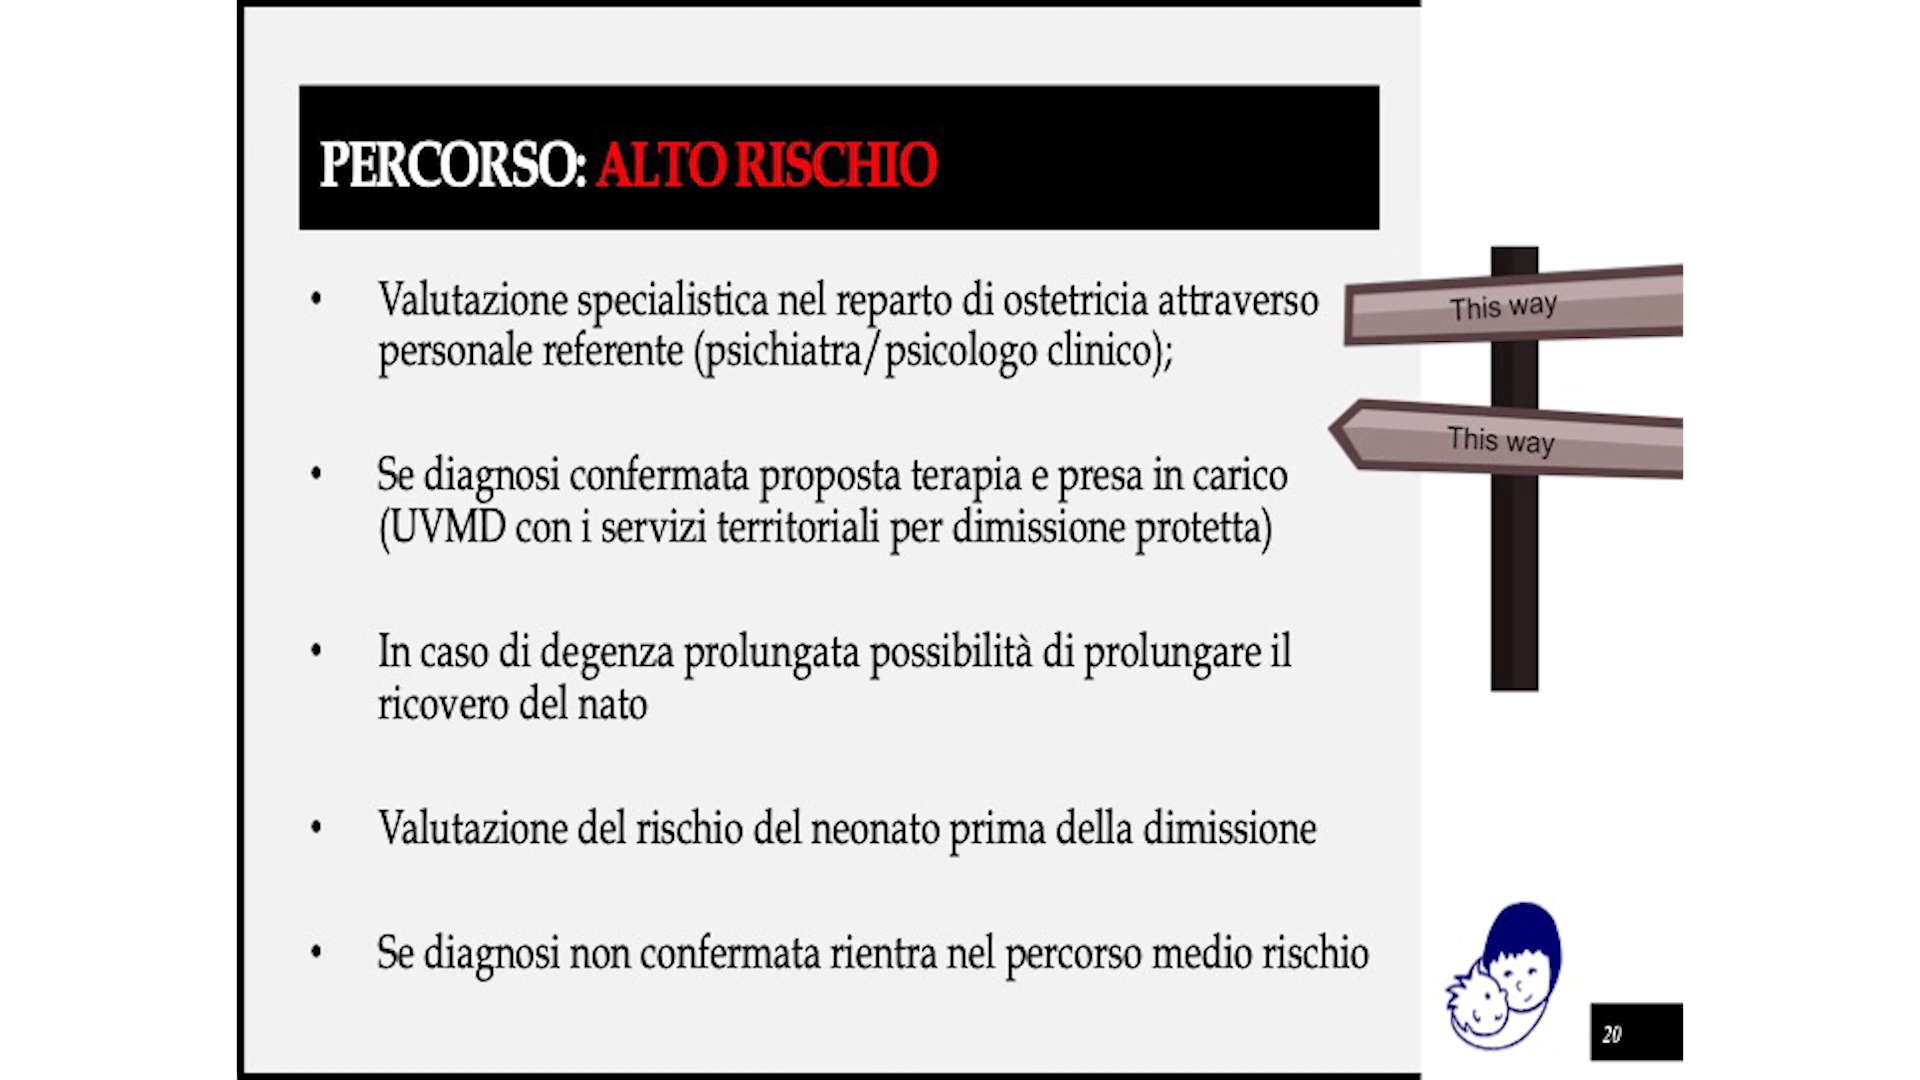 PERCORSO: ALTO RISCHIO
• Valutazione specialistica nel reparto di ostetricia attraverso
personale referente (psichiatra/psicologo clinico);
• Se diagnosi confermata proposta terapia e presa in carico
(UVMD con i servizi territoriali per dimissione protetta)
• In caso di degenza prolungata possibilità di prolungare il
ricovero del nato
• Valutazione del rischio del neonato prima della dimissione
• Se diagnosi non confermata rientra nel percorso medio rischio
This way
This way
20